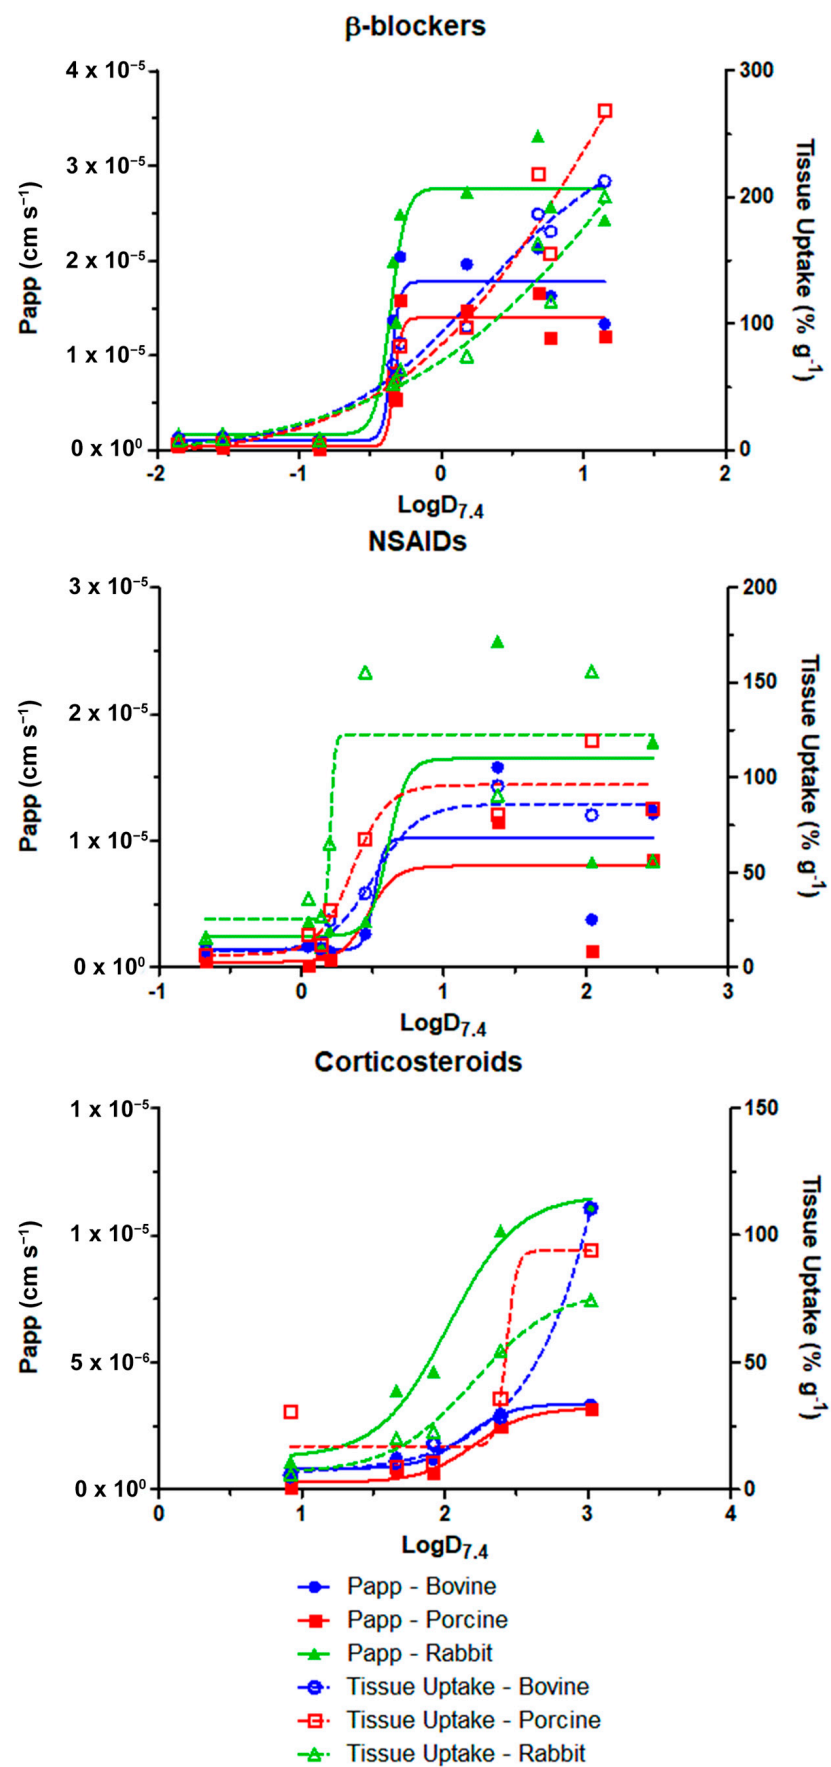 β-blockers
4 x 10⁻⁵
3 x 10⁻⁵
2 x 10⁻⁵
1 x 10⁻⁵
0 x 10⁰
Papp (cm s⁻¹)
300
200
100
0
Tissue Uptake (% g⁻¹)
-2 -1 0 1 2
LogD₇.₄
NSAIDs
3 x 10⁻⁵
2 x 10⁻⁵
1 x 10⁻⁵
0 x 10⁰
Papp (cm s⁻¹)
200
150
100
50
0
Tissue Uptake (% g⁻¹)
-1 0 1 2 3
LogD₇.₄
Corticosteroids
1 x 10⁻⁵
1 x 10⁻⁵
5 x 10⁻⁶
0 x 10⁰
Papp (cm s⁻¹)
150
100
50
0
Tissue Uptake (% g⁻¹)
0 1 2 3 4
LogD₇.₄
Papp - Bovine
Papp - Porcine
Papp - Rabbit
Tissue Uptake - Bovine
Tissue Uptake - Porcine
Tissue Uptake - Rabbit